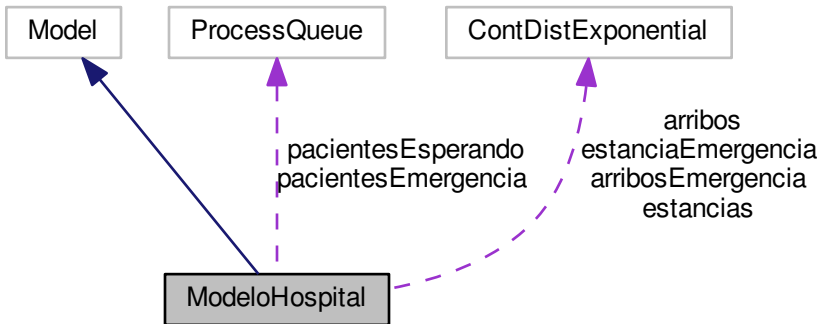 Model
ProcessQueue
ContDistExponential
pacientesEsperando
pacientesEmergencia
arribos
estanciaEmergencia
arribosEmergencia
estancias
ModeloHospital